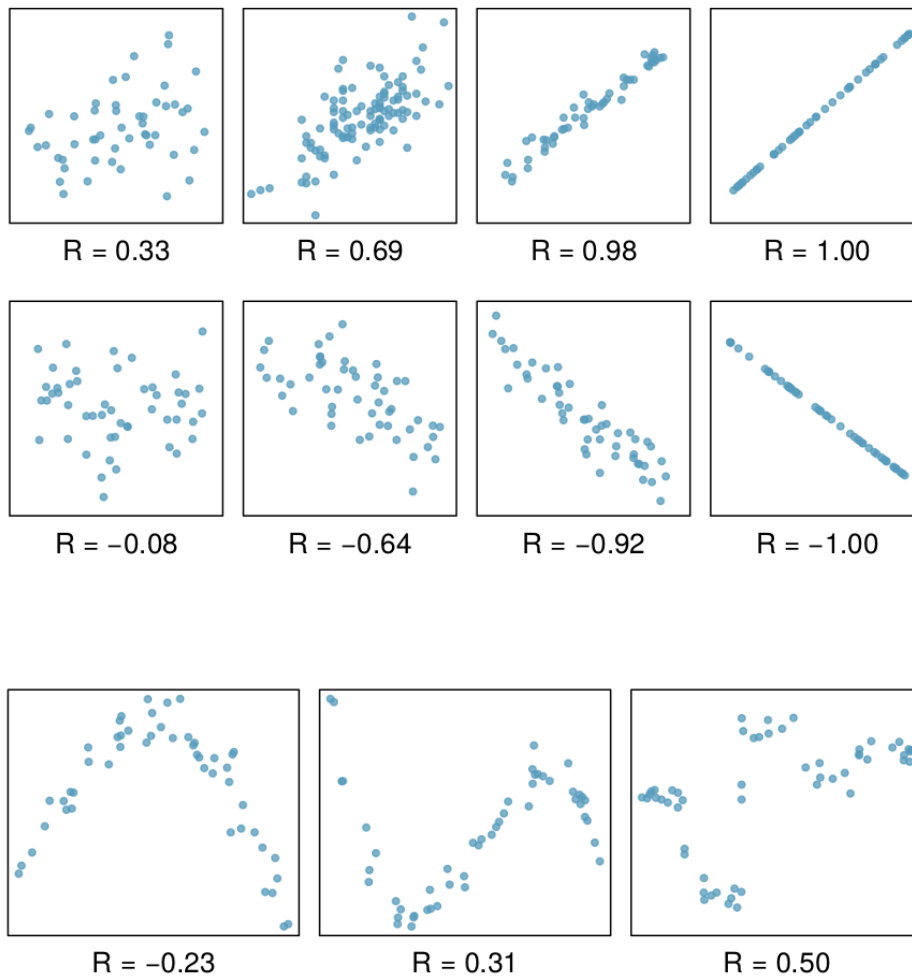 R = 0.33
R = 0.69
R = 0.98
R = 1.00
R = −0.08
R = −0.64
R = −0.92
R = −1.00
R = −0.23
R = 0.31
R = 0.50